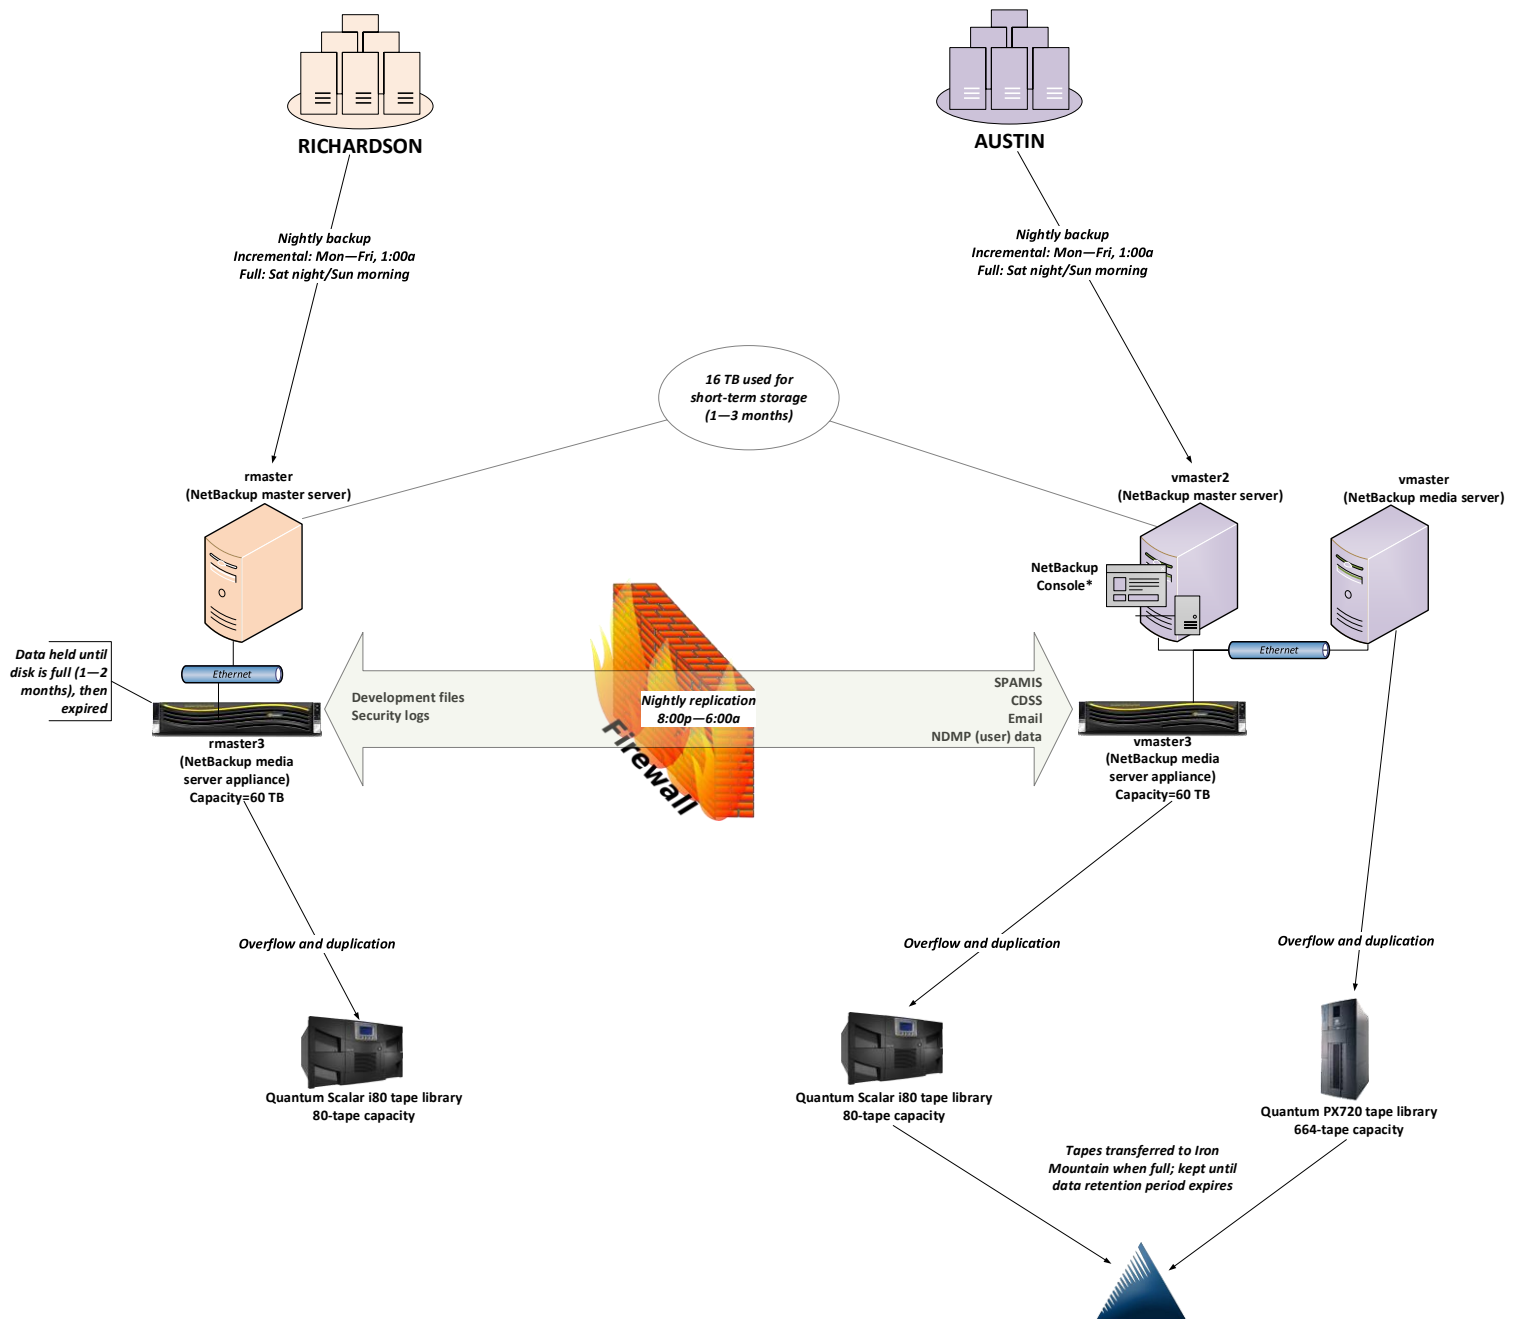 RICHARDSON
AUSTIN
Nightly backup
Incremental: Mon—Fri, 1:00a
Full: Sat night/Sun morning
Nightly backup
Incremental: Mon—Fri, 1:00a
Full: Sat night/Sun morning
16 TB used for
short-term storage
(1—3 months)
rmaster
(NetBackup master server)
vmaster2
(NetBackup master server)
vmaster
(NetBackup media server)
NetBackup
Console*
Data held until
disk is full (1—2
months), then
expired
Ethernet
Ethernet
Development files
Security logs
Nightly replication
8:00p—6:00a
Firewall
SPAMIS
CDSS
Email
NDMP (user) data
rmaster3
(NetBackup media
server appliance)
Capacity=60 TB
vmaster3
(NetBackup media
server appliance)
Capacity=60 TB
Overflow and duplication
Overflow and duplication
Overflow and duplication
Quantum Scalar i80 tape library
80-tape capacity
Quantum Scalar i80 tape library
80-tape capacity
Quantum PX720 tape library
664-tape capacity
Tapes transferred to Iron
Mountain when full; kept until
data retention period expires